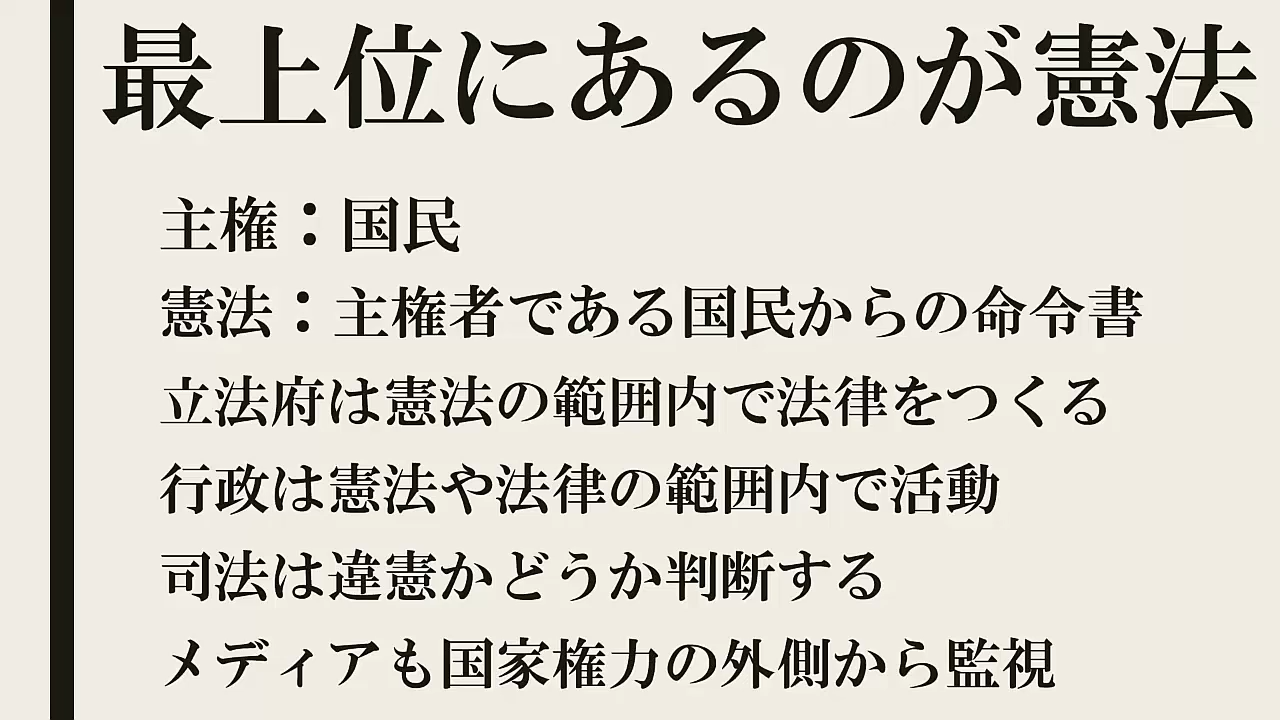 最上位にあるのが憲法
主権：国民
憲法：主権者である国民からの命令書
立法府は憲法の範囲内で法律をつくる
行政は憲法や法律の範囲内で活動
司法は違憲かどうか判断する
メディアも国家権力の外側から監視